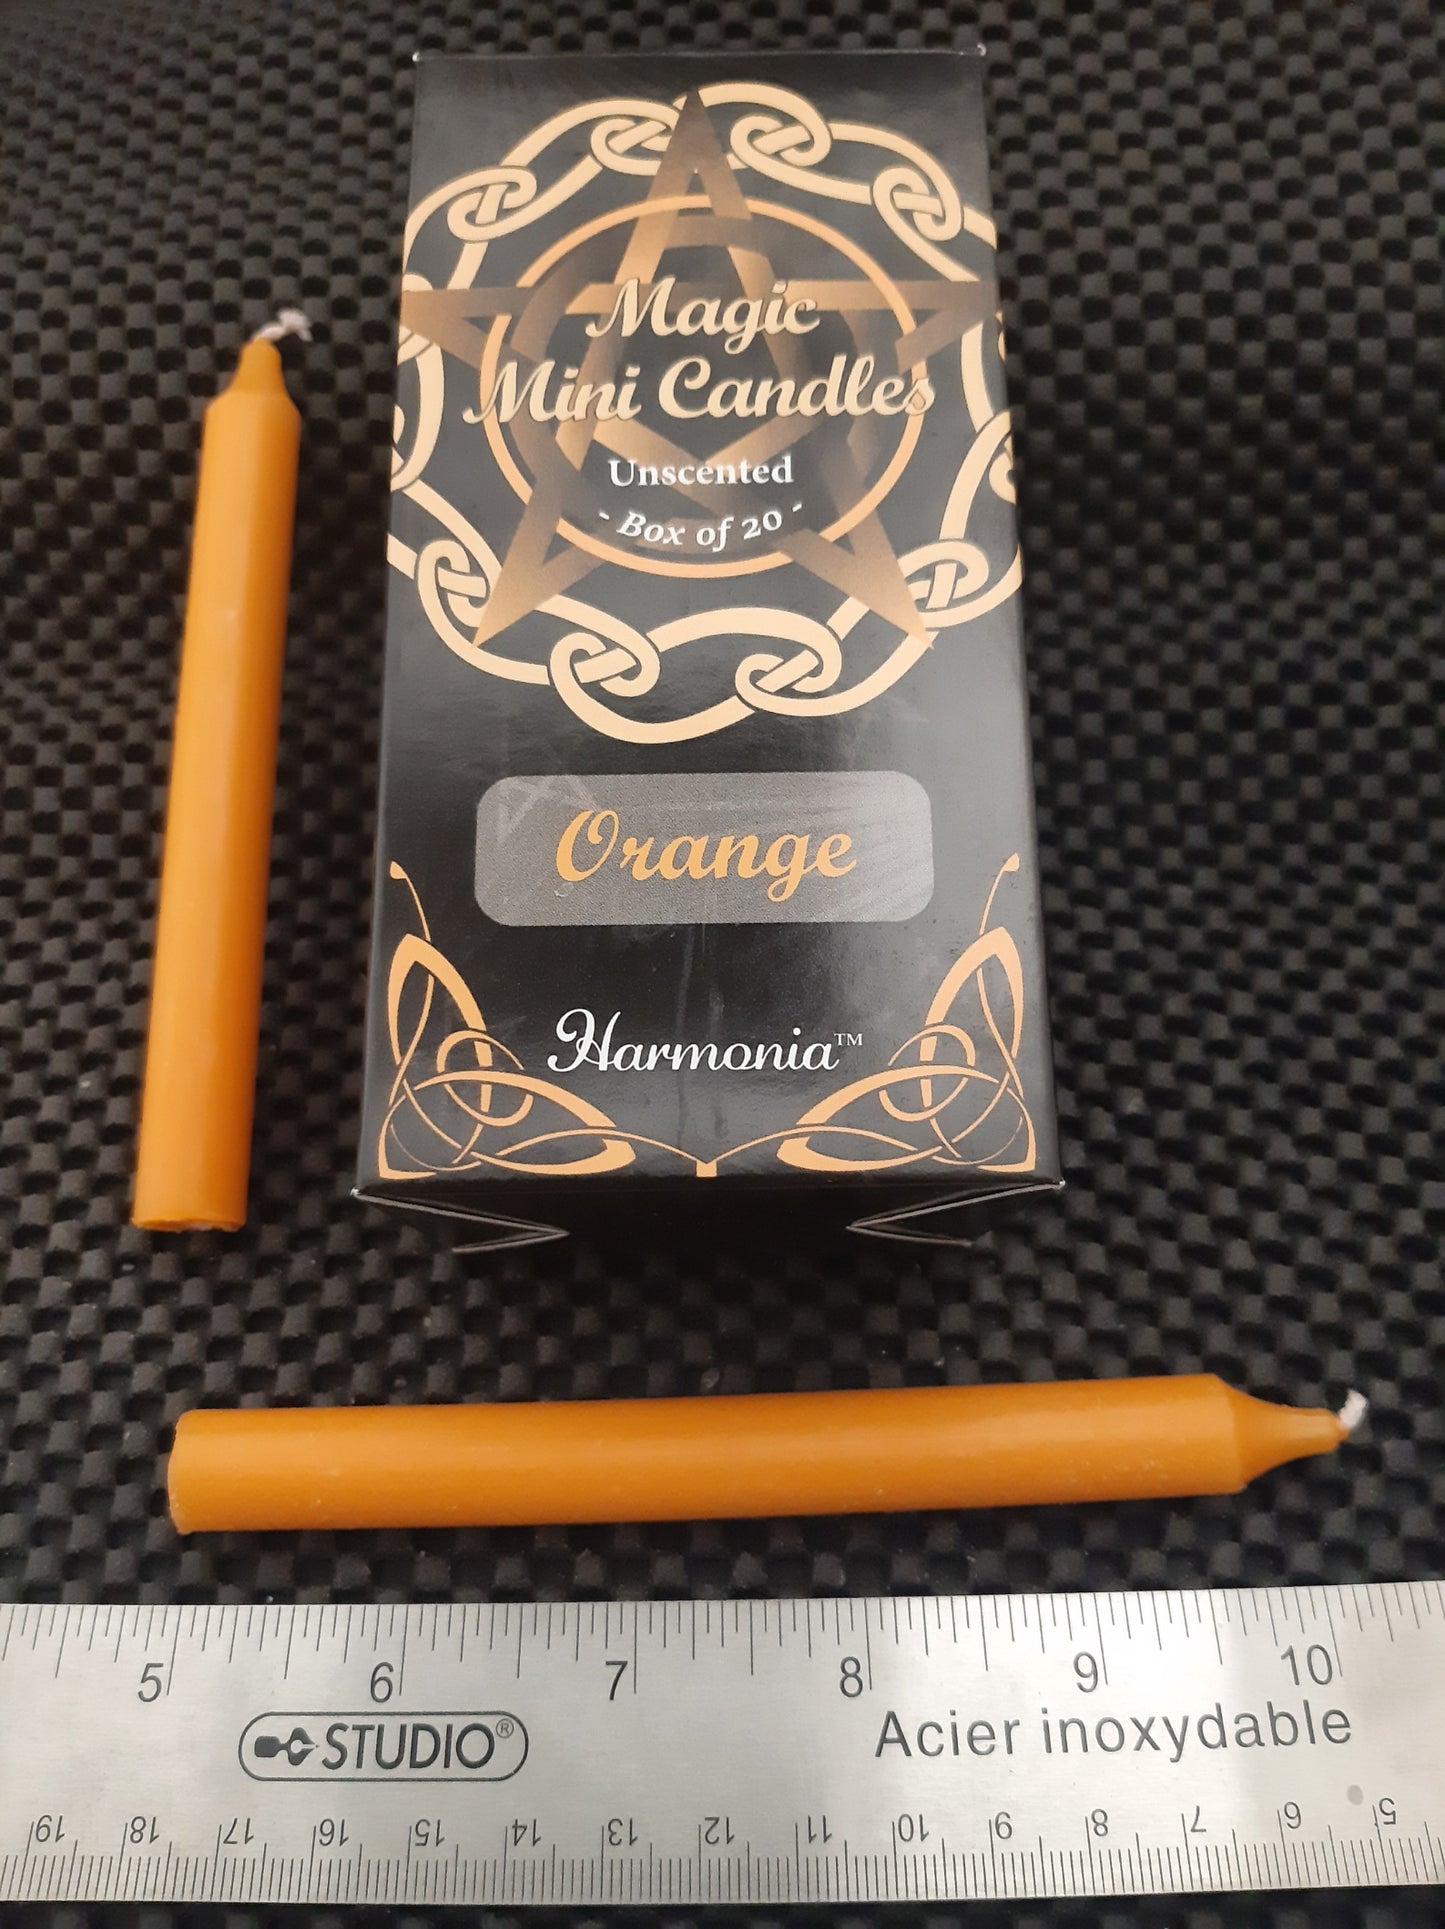 Magic
Mini Candles
Unscented
- Box of 20 -
Orange
Harmonia™
5 6 7 8 9 10
STUDIO® Acier inoxydable
19 18 17 16 15 14 13 12 11 10 9 8 7 6 5